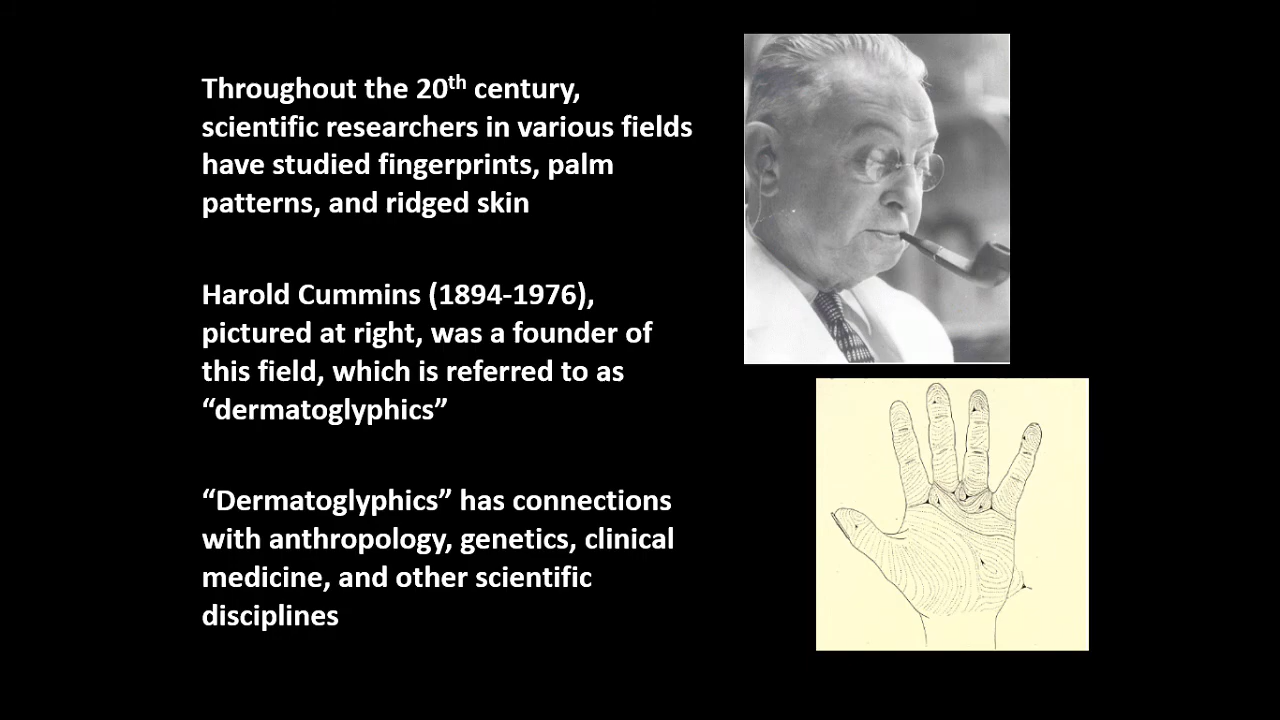 Throughout the 20th century,
scientific researchers in various fields
have studied fingerprints, palm
patterns, and ridged skin
Harold Cummins (1894-1976),
pictured at right, was a founder of
this field, which is referred to as
“dermatoglyphics”
“Dermatoglyphics” has connections
with anthropology, genetics, clinical
medicine, and other scientific
disciplines